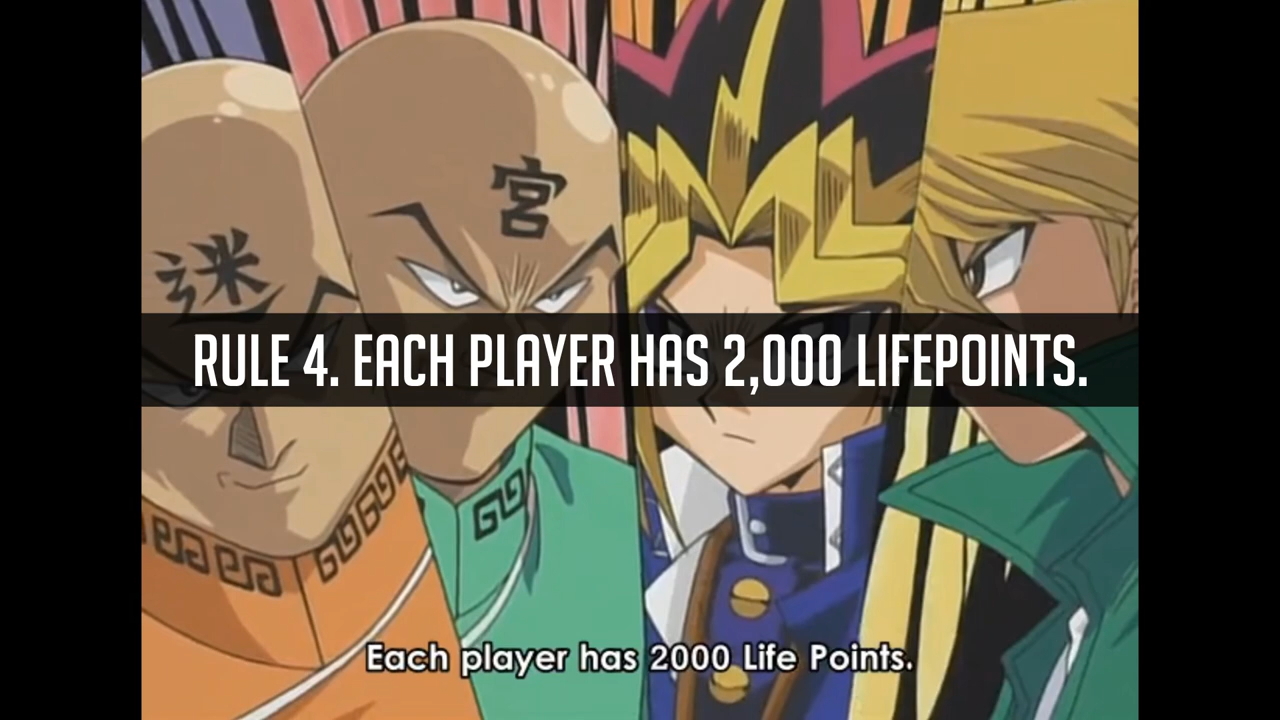 迷
宮
RULE 4. EACH PLAYER HAS 2,000 LIFEPOINTS.
Each player has 2000 Life Points.